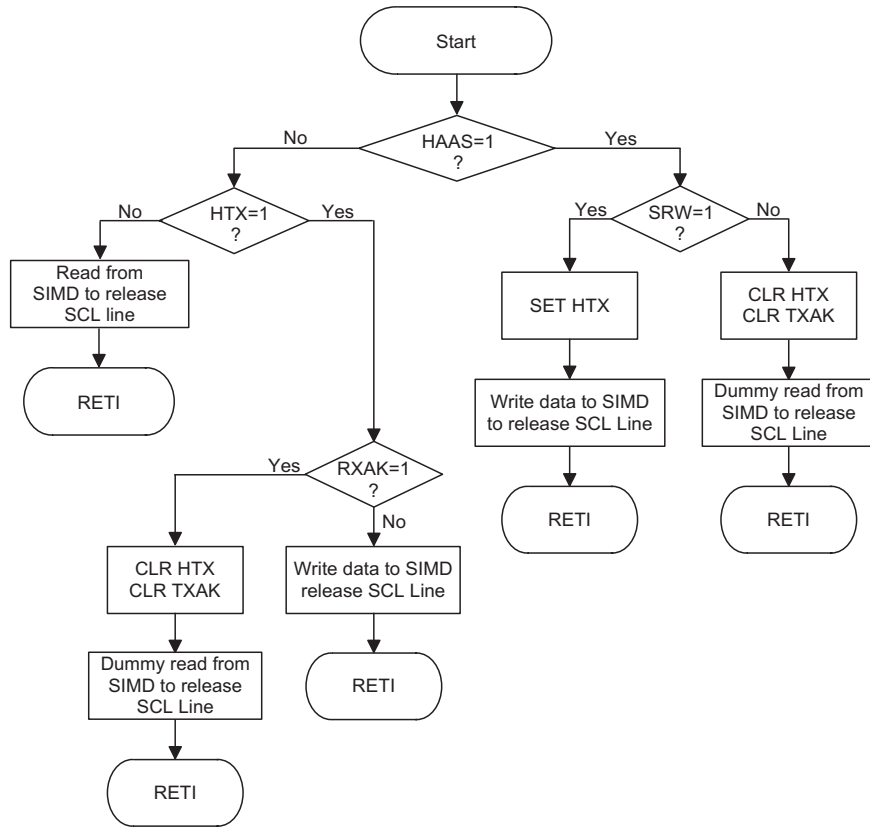 Start
HAAS=1
?
No
Yes
HTX=1
?
No
Yes
SRW=1
?
Yes
No
Read from
SIMD to release
SCL line
SET HTX
CLR HTX
CLR TXAK
RETI
Write data to SIMD
to release SCL Line
Dummy read from
SIMD to release
SCL Line
RXAK=1
?
Yes
No
RETI
RETI
CLR HTX
CLR TXAK
Write data to SIMD
release SCL Line
Dummy read from
SIMD to release
SCL Line
RETI
RETI